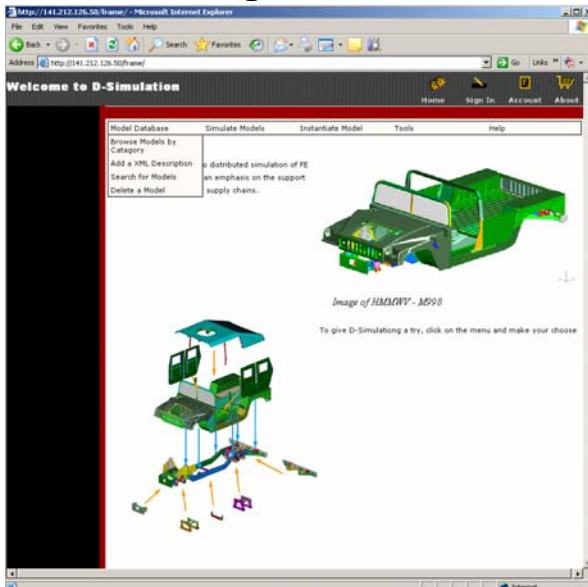 http://141.212.126.50/frame/ - Microsoft Internet Explorer
File Edit View Favorites Tools Help
Back Search Favorites
Address http://141.212.126.50/frame/ Go Links
Welcome to D-Simulation
Home Sign In Account About
Model Database Simulate Models Instantiate Model Tools Help
Browse Models by
Catagory
Add a XML Description o distributed simulation of FE
Search for Models an emphasis on the support
Delete a Model supply chains.
Image of HMMWV - M998
To give D-Simulationg a try, click on the menu and make your choose
Internet